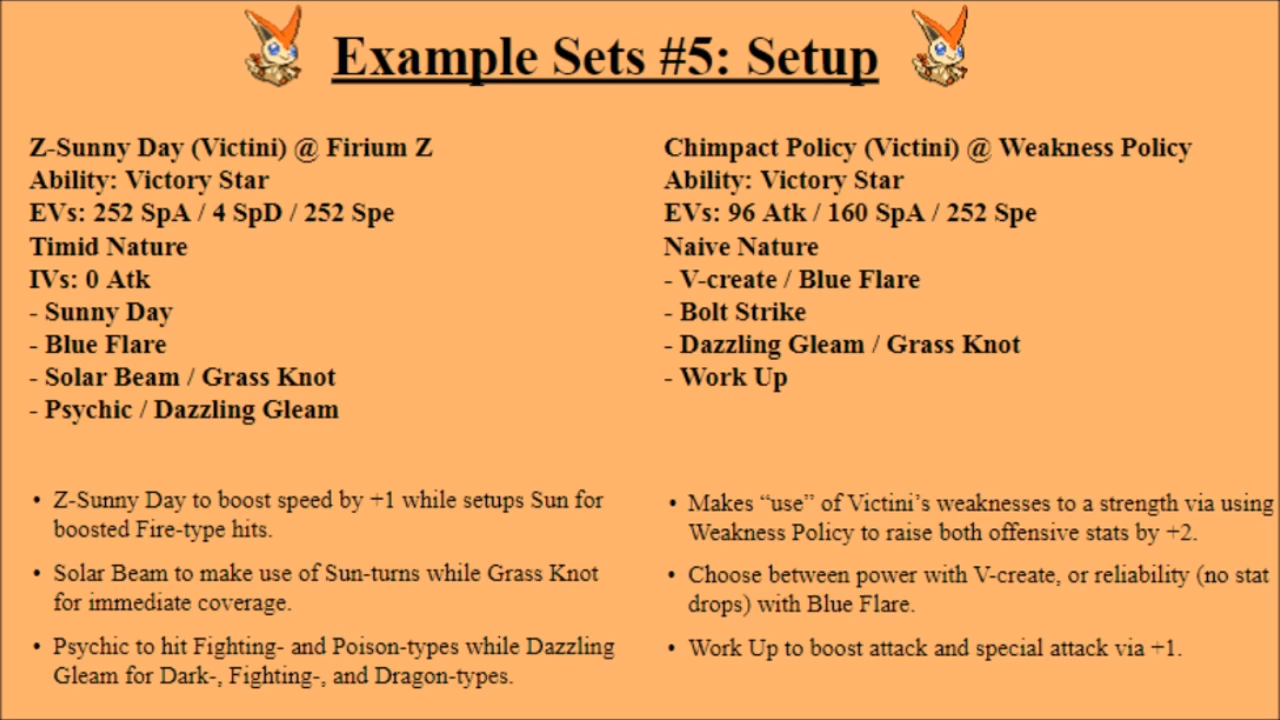 Example Sets #5: Setup
Z-Sunny Day (Victini) @ Firium Z
Ability: Victory Star
EVs: 252 SpA / 4 SpD / 252 Spe
Timid Nature
IVs: 0 Atk
- Sunny Day
- Blue Flare
- Solar Beam / Grass Knot
- Psychic / Dazzling Gleam
• Z-Sunny Day to boost speed by +1 while setups Sun for
boosted Fire-type hits.
• Solar Beam to make use of Sun-turns while Grass Knot
for immediate coverage.
• Psychic to hit Fighting- and Poison-types while Dazzling
Gleam for Dark-, Fighting-, and Dragon-types.
Chimpact Policy (Victini) @ Weakness Policy
Ability: Victory Star
EVs: 96 Atk / 160 SpA / 252 Spe
Naive Nature
- V-create / Blue Flare
- Bolt Strike
- Dazzling Gleam / Grass Knot
- Work Up
• Makes “use” of Victini’s weaknesses to a strength via using
Weakness Policy to raise both offensive stats by +2.
• Choose between power with V-create, or reliability (no stat
drops) with Blue Flare.
• Work Up to boost attack and special attack via +1.